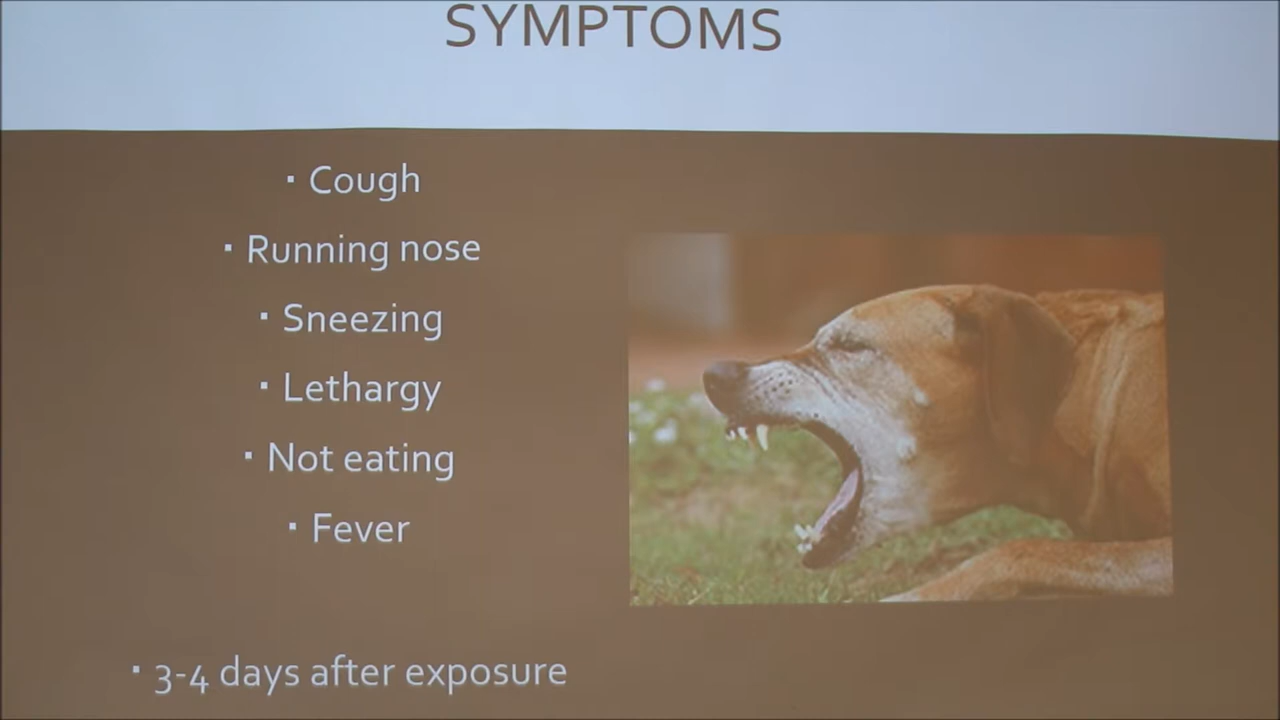 SYMPTOMS
▪ Cough
▪ Running nose
▪ Sneezing
▪ Lethargy
▪ Not eating
▪ Fever
▪ 3-4 days after exposure